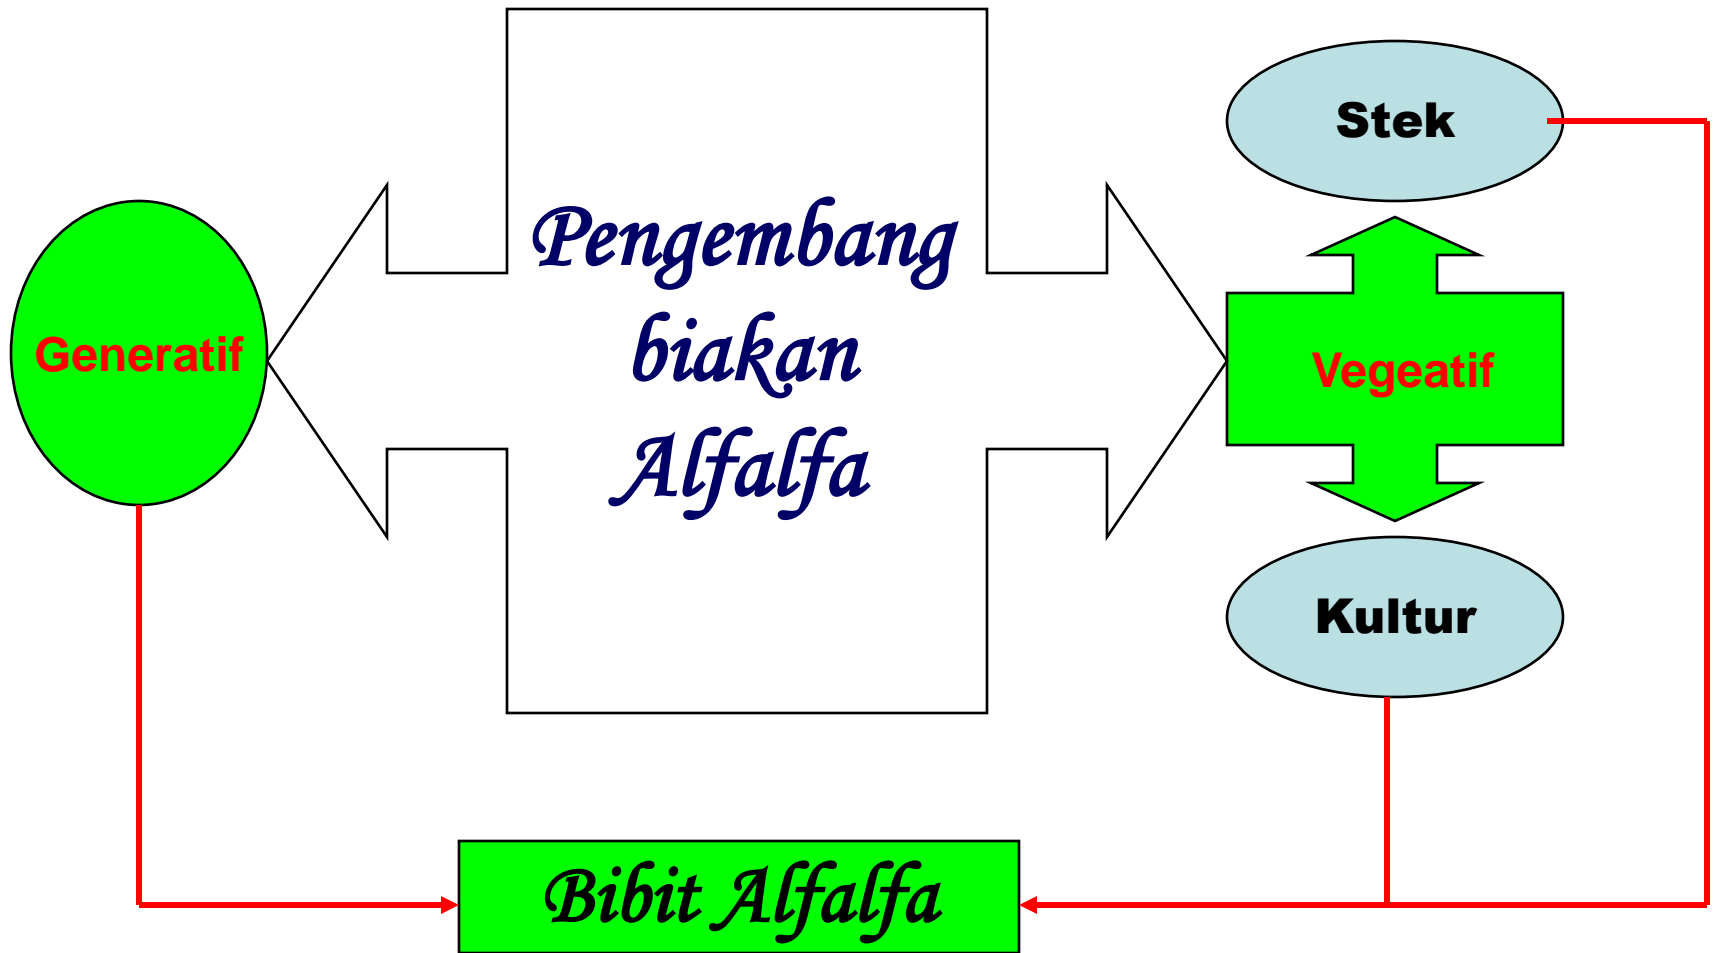 Pengembang
biakan
Alfalfa
Generatif
Stek
Vegeatif
Kultur
Bibit Alfalfa